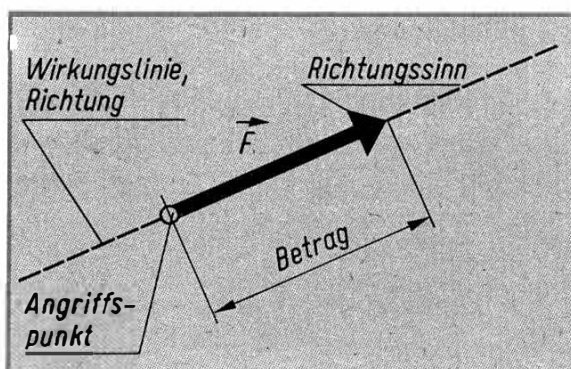 Wirkungslinie,
Richtung
Richtungssinn
F
Betrag
Angriffs-
punkt